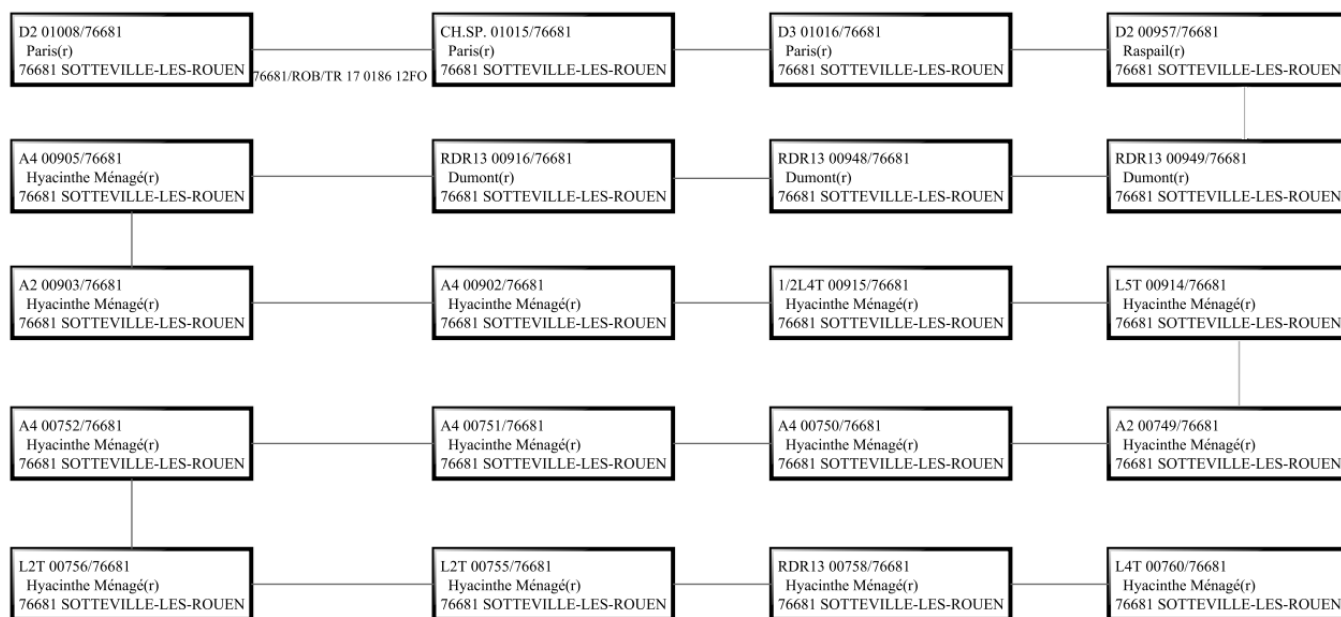 D2 01008/76681
Paris(r)
76681 SOTTEVILLE-LES-ROUEN
76681/ROB/TR 17 0186 12FO
CH.SP. 01015/76681
Paris(r)
76681 SOTTEVILLE-LES-ROUEN
D3 01016/76681
Paris(r)
76681 SOTTEVILLE-LES-ROUEN
D2 00957/76681
Raspail(r)
76681 SOTTEVILLE-LES-ROUEN
A4 00905/76681
Hyacinthe Ménagé(r)
76681 SOTTEVILLE-LES-ROUEN
RDR13 00916/76681
Dumont(r)
76681 SOTTEVILLE-LES-ROUEN
RDR13 00948/76681
Dumont(r)
76681 SOTTEVILLE-LES-ROUEN
RDR13 00949/76681
Dumont(r)
76681 SOTTEVILLE-LES-ROUEN
A2 00903/76681
Hyacinthe Ménagé(r)
76681 SOTTEVILLE-LES-ROUEN
A4 00902/76681
Hyacinthe Ménagé(r)
76681 SOTTEVILLE-LES-ROUEN
1/2L4T 00915/76681
Hyacinthe Ménagé(r)
76681 SOTTEVILLE-LES-ROUEN
L5T 00914/76681
Hyacinthe Ménagé(r)
76681 SOTTEVILLE-LES-ROUEN
A4 00752/76681
Hyacinthe Ménagé(r)
76681 SOTTEVILLE-LES-ROUEN
A4 00751/76681
Hyacinthe Ménagé(r)
76681 SOTTEVILLE-LES-ROUEN
A4 00750/76681
Hyacinthe Ménagé(r)
76681 SOTTEVILLE-LES-ROUEN
A2 00749/76681
Hyacinthe Ménagé(r)
76681 SOTTEVILLE-LES-ROUEN
L2T 00756/76681
Hyacinthe Ménagé(r)
76681 SOTTEVILLE-LES-ROUEN
L2T 00755/76681
Hyacinthe Ménagé(r)
76681 SOTTEVILLE-LES-ROUEN
RDR13 00758/76681
Hyacinthe Ménagé(r)
76681 SOTTEVILLE-LES-ROUEN
L4T 00760/76681
Hyacinthe Ménagé(r)
76681 SOTTEVILLE-LES-ROUEN